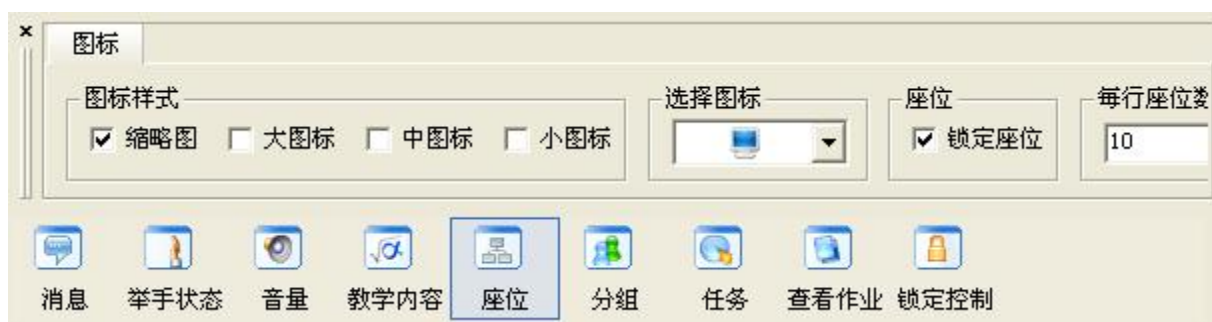 图标
图标样式 选择图标 座位 每行座位数
缩略图 大图标 中图标 小图标 锁定座位 10
消息 举手状态 音量 教学内容 座位 分组 任务 查看作业 锁定控制